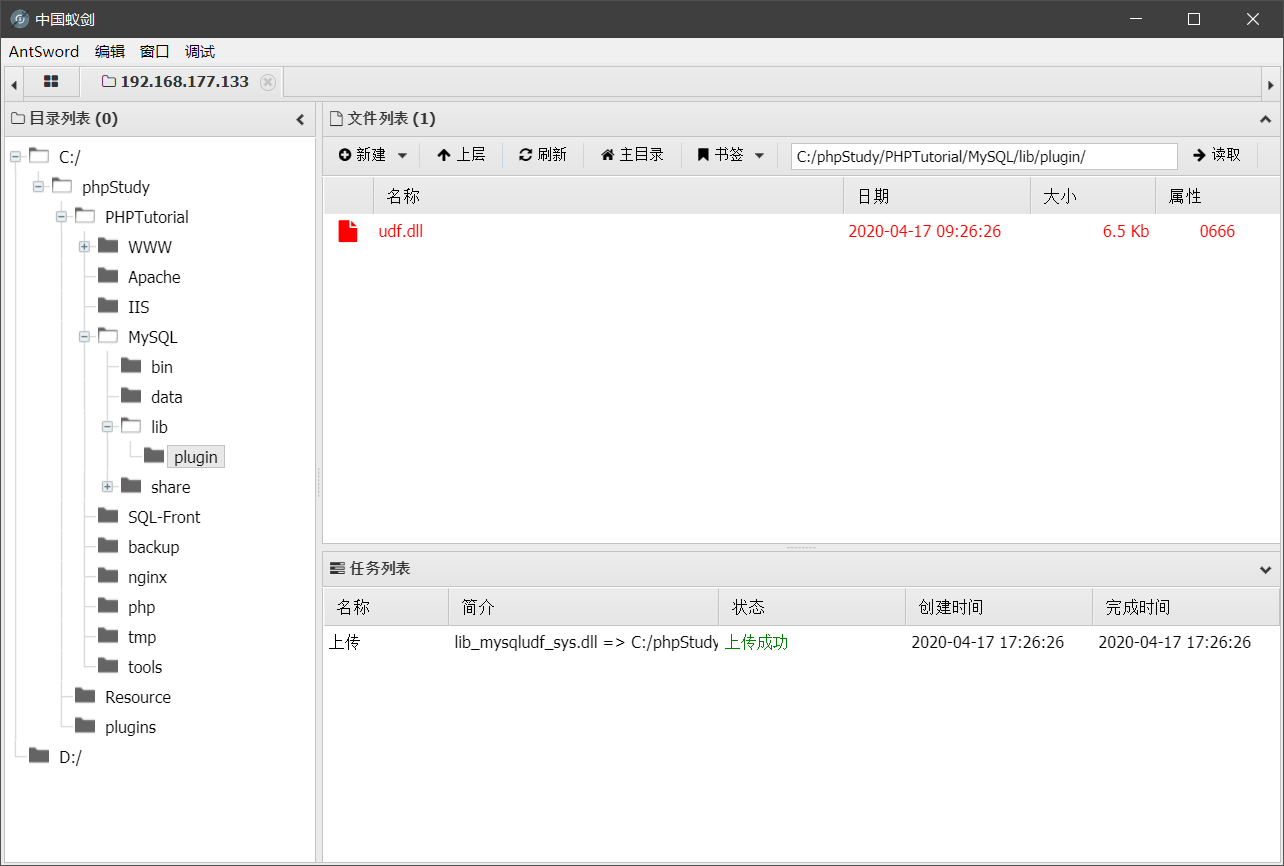 中国蚁剑
AntSword 编辑 窗口 调试
192.168.177.133
目录列表 (0)
C:/
phpStudy
PHPTutorial
WWW
Apache
IIS
MySQL
bin
data
lib
plugin
share
SQL-Front
backup
nginx
php
tmp
tools
Resource
plugins
D:/
文件列表 (1)
新建 上层 刷新 主目录 书签 C:/phpStudy/PHPTutorial/MySQL/lib/plugin/ 读取
名称 日期 大小 属性
udf.dll 2020-04-17 09:26:26 6.5 Kb 0666
任务列表
名称 简介 状态 创建时间 完成时间
上传 lib_mysqludf_sys.dll => C:/phpStudy 上传成功 2020-04-17 17:26:26 2020-04-17 17:26:26